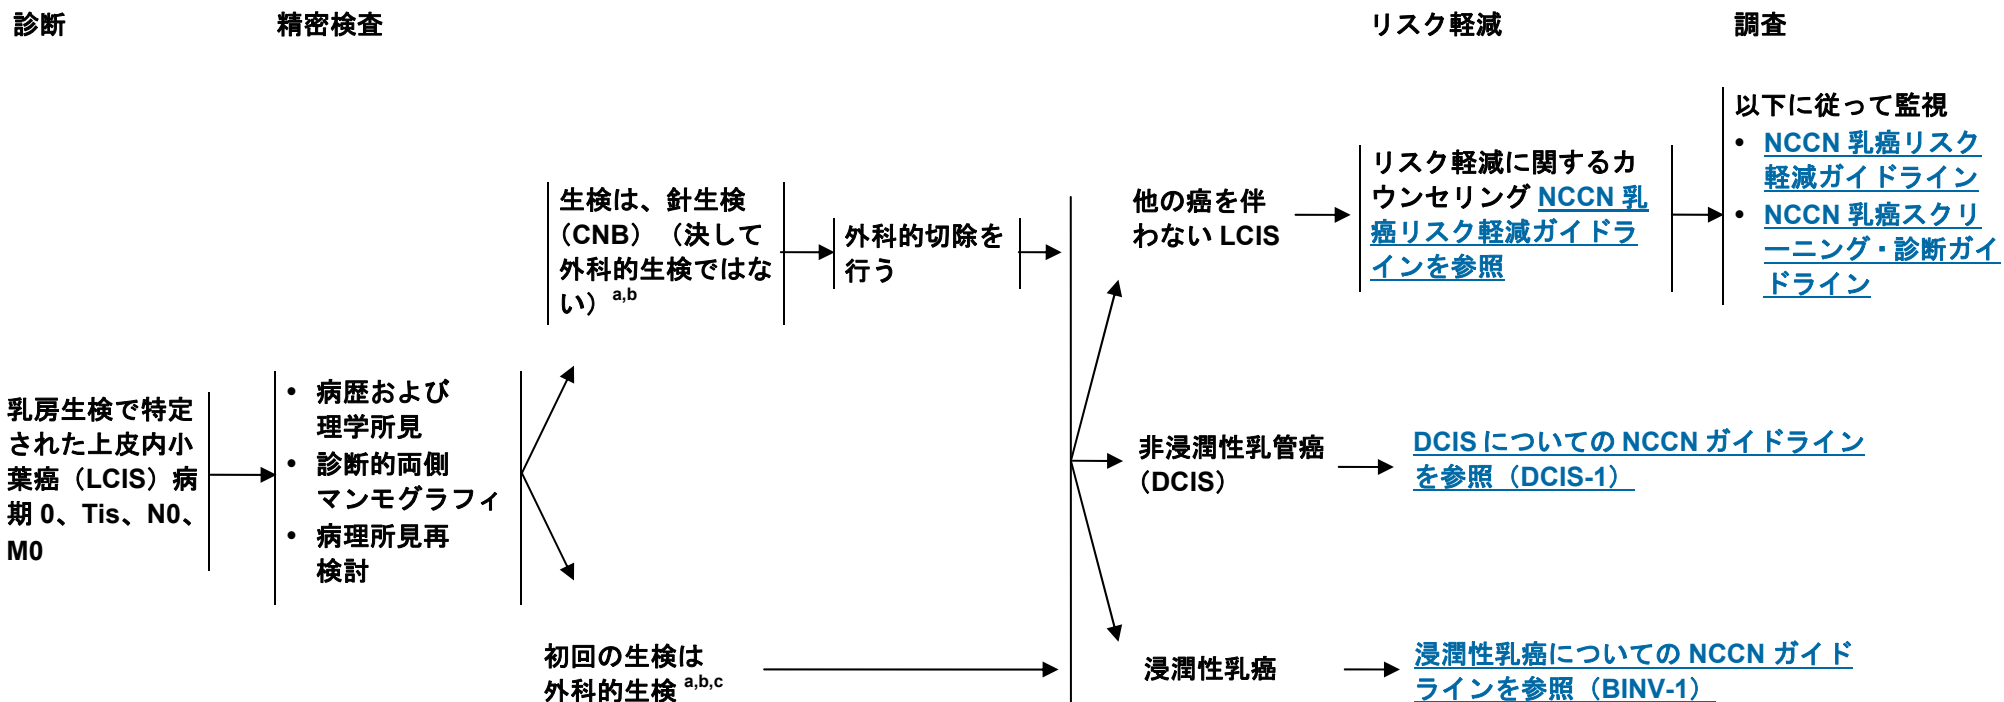 診断
精密検査
リスク軽減
調査
乳房生検で特定
された上皮内小
葉癌（LCIS）病
期 0、Tis、N0、
M0
• 病歴および
理学所見
• 診断的両側
マンモグラフィ
• 病理所見再
検討
生検は、針生検
（CNB）（決して
外科的生検ではな
い）a,b
外科的切除を
行う
初回の生検は
外科的生検 a,b,c
他の癌を伴
わない LCIS
リスク軽減に関するカ
ウンセリング NCCN 乳
癌リスク軽減ガイドラ
インを参照
以下に従って監視
• NCCN 乳癌リスク
軽減ガイドライン
• NCCN 乳癌スクリ
ーニング・診断ガイ
ドライン
非浸潤性乳管癌
（DCIS）
DCIS についての NCCN ガイドライン
を参照（DCIS-1）
浸潤性乳癌
浸潤性乳癌についての NCCN ガイド
ラインを参照（BINV-1）